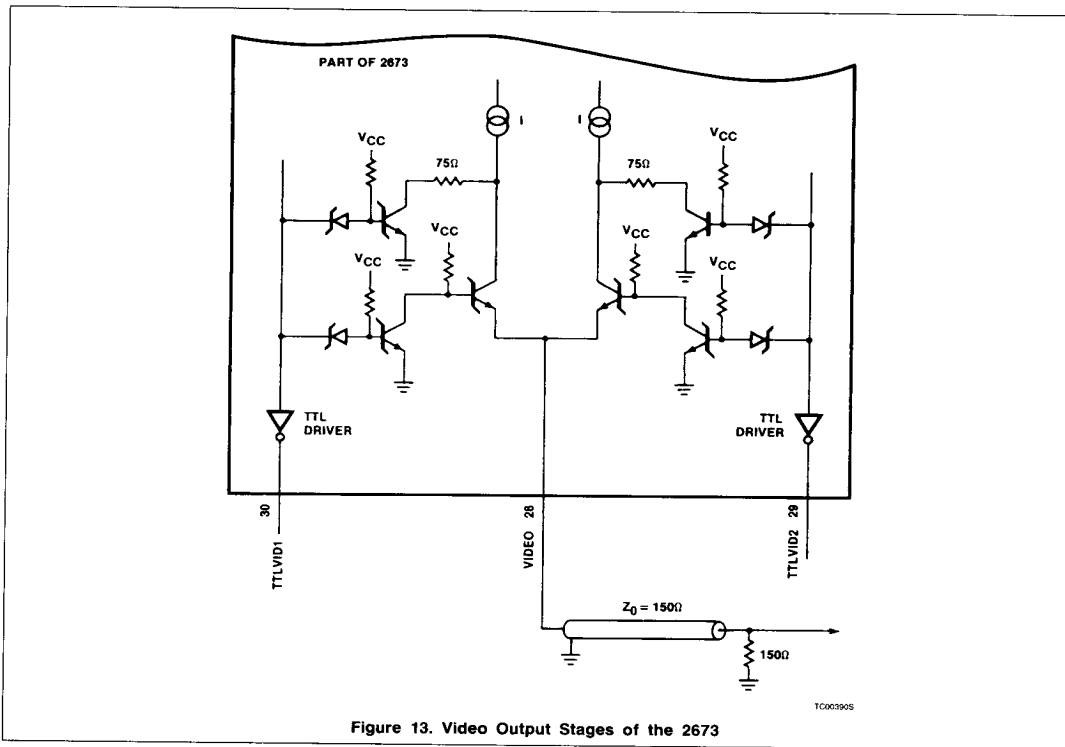 PART OF 2673
I
I
VCC
75Ω
75Ω
VCC
VCC
VCC
VCC
VCC
TTL
DRIVER
TTL
DRIVER
30
TTLVID1
28
VIDEO
29
TTLVID2
Z0 = 150Ω
150Ω
TC00390S
Figure 13. Video Output Stages of the 2673